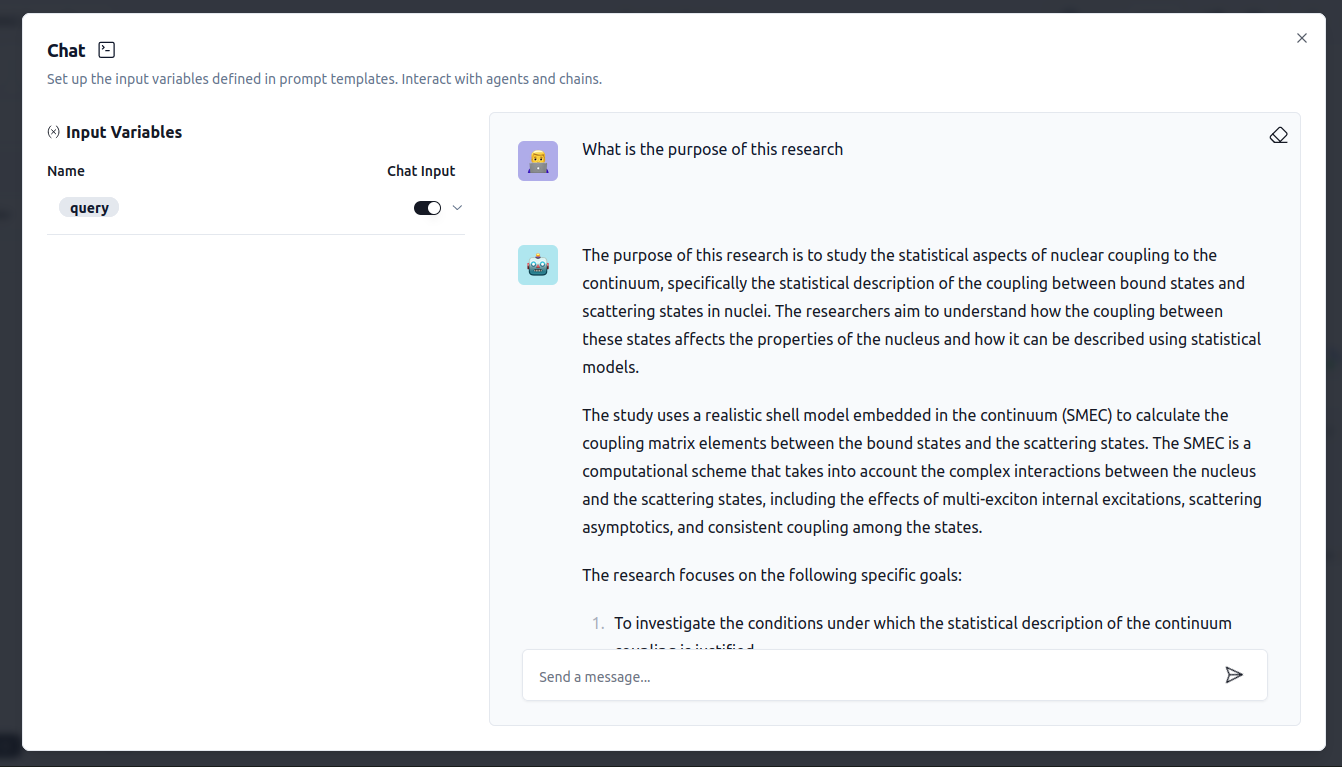 Chat
Set up the input variables defined in prompt templates. Interact with agents and chains.
(x) Input Variables
Name
Chat Input
query
What is the purpose of this research
The purpose of this research is to study the statistical aspects of nuclear coupling to the
continuum, specifically the statistical description of the coupling between bound states and
scattering states in nuclei. The researchers aim to understand how the coupling between
these states affects the properties of the nucleus and how it can be described using statistical
models.
The study uses a realistic shell model embedded in the continuum (SMEC) to calculate the
coupling matrix elements between the bound states and the scattering states. The SMEC is a
computational scheme that takes into account the complex interactions between the nucleus
and the scattering states, including the effects of multi-exciton internal excitations, scattering
asymptotics, and consistent coupling among the states.
The research focuses on the following specific goals:
1. To investigate the conditions under which the statistical description of the continuum
coupling is justified.
Send a message...